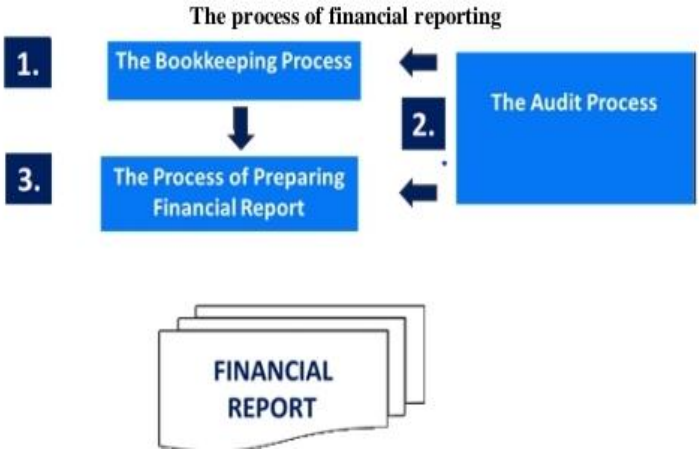 The process of financial reporting
1.
The Bookkeeping Process
The Audit Process
2.
3.
The Process of Preparing
Financial Report
FINANCIAL
REPORT